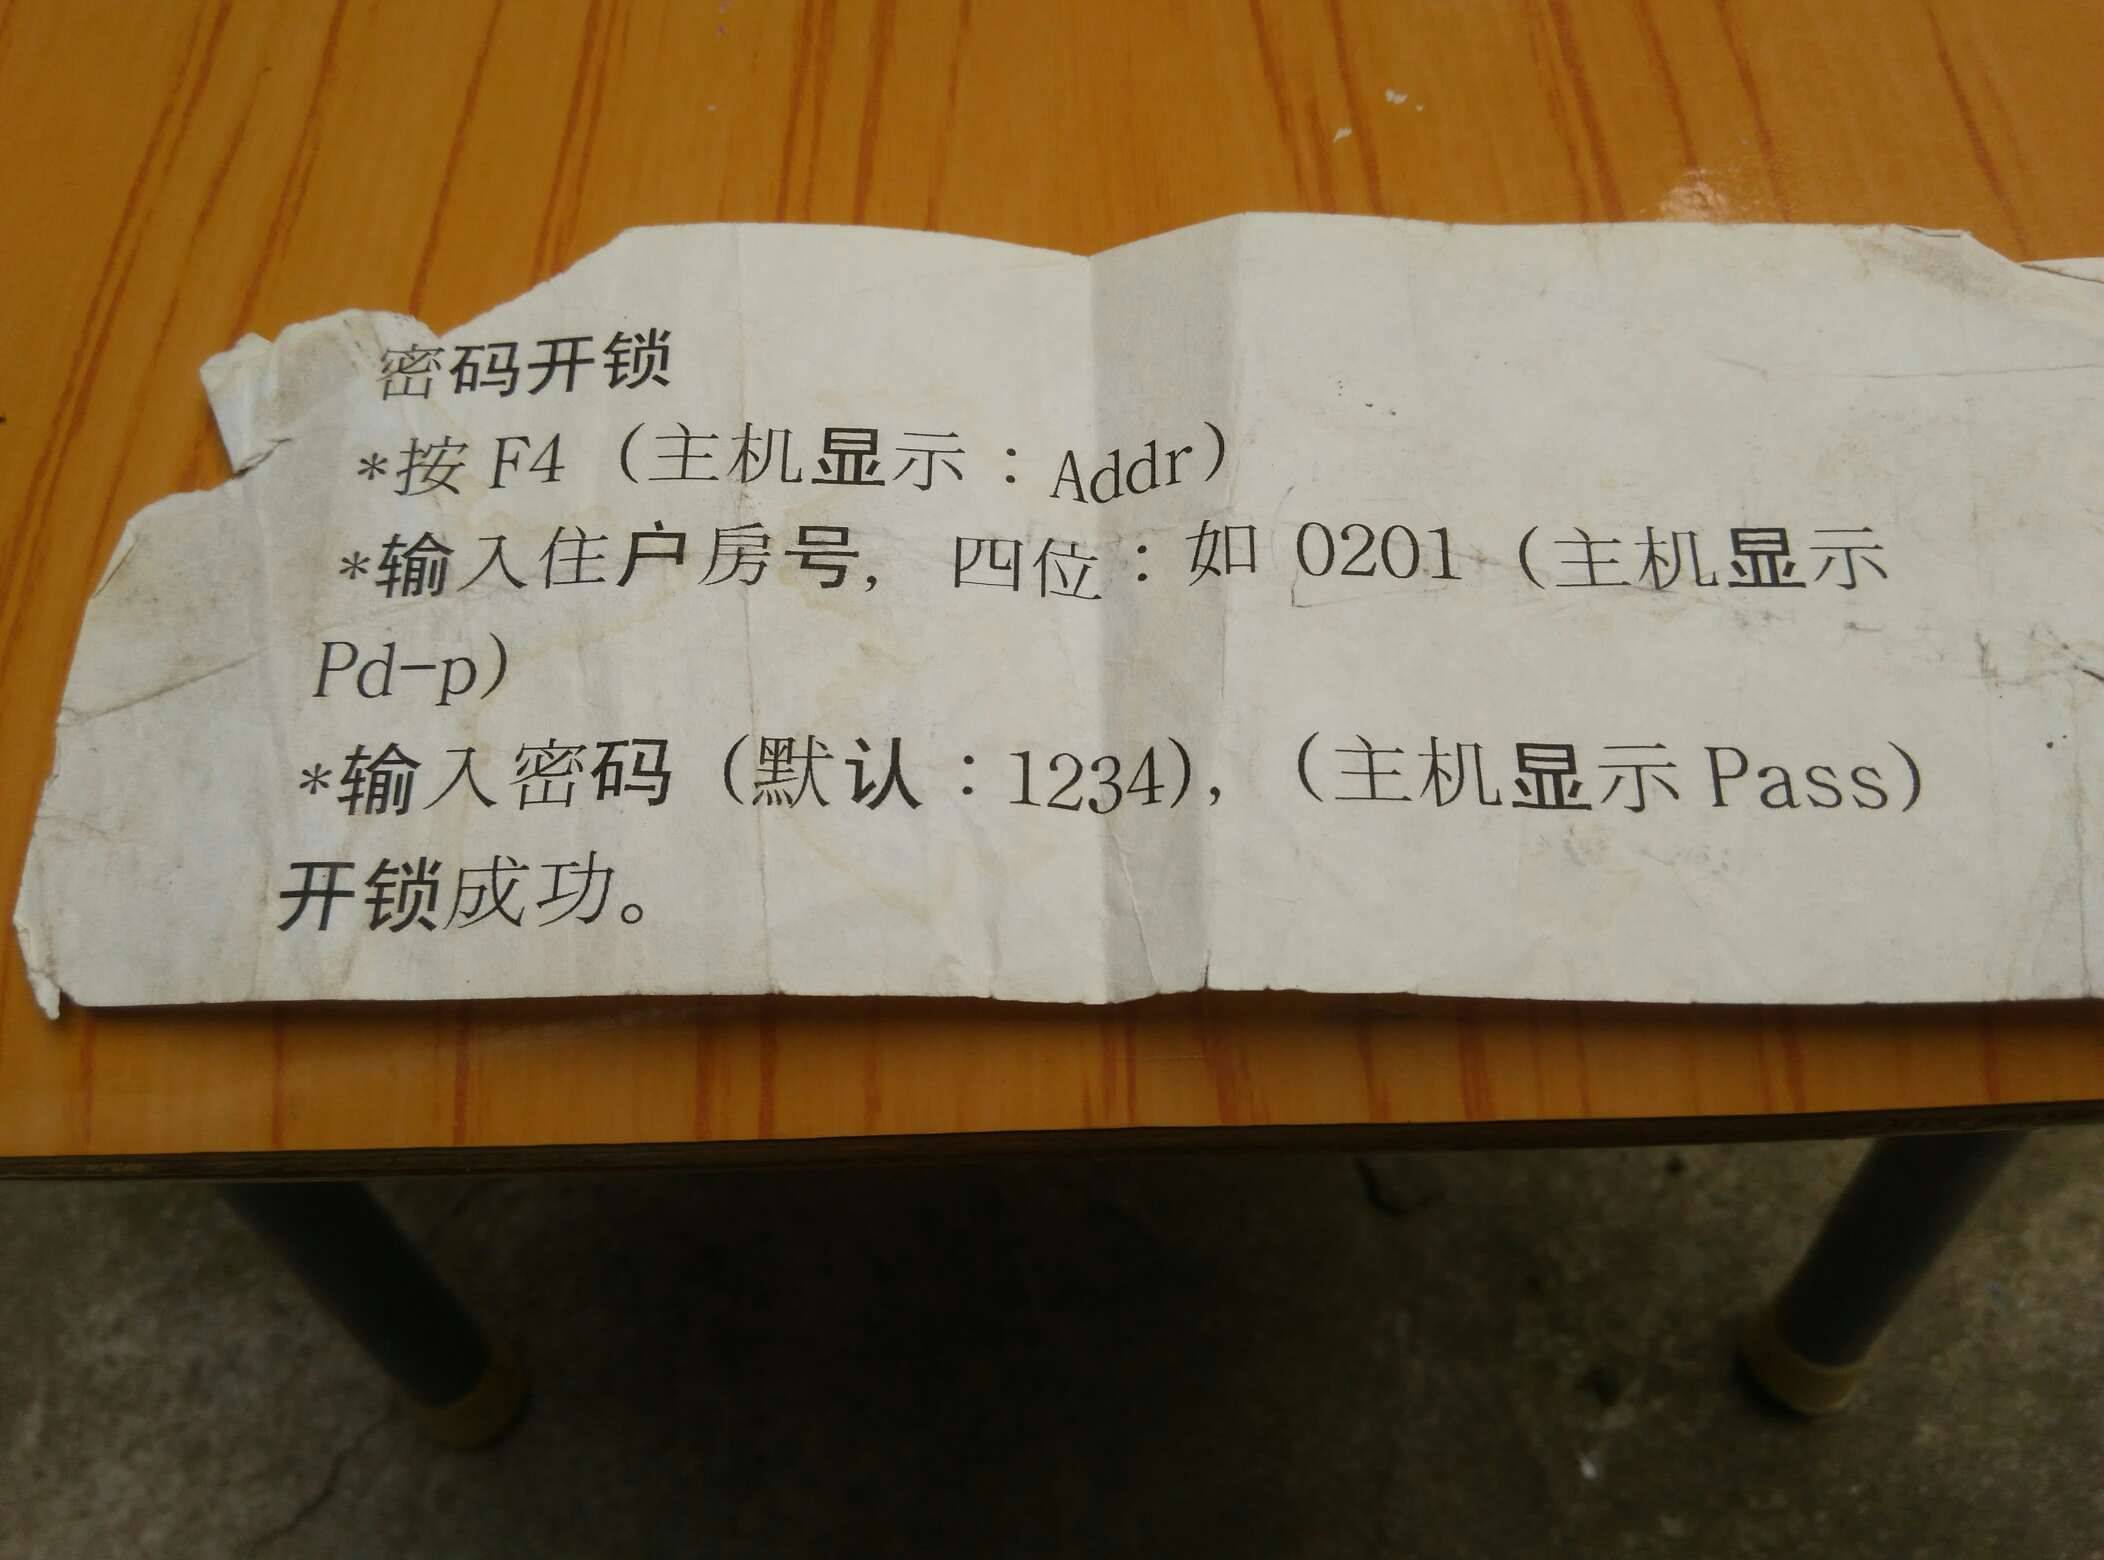 密码开锁
*按 F4（主机显示：Addr）
*输入住户房号，四位：如 0201（主机显示
Pd-p）
*输入密码（默认：1234），（主机显示 Pass）
开锁成功。